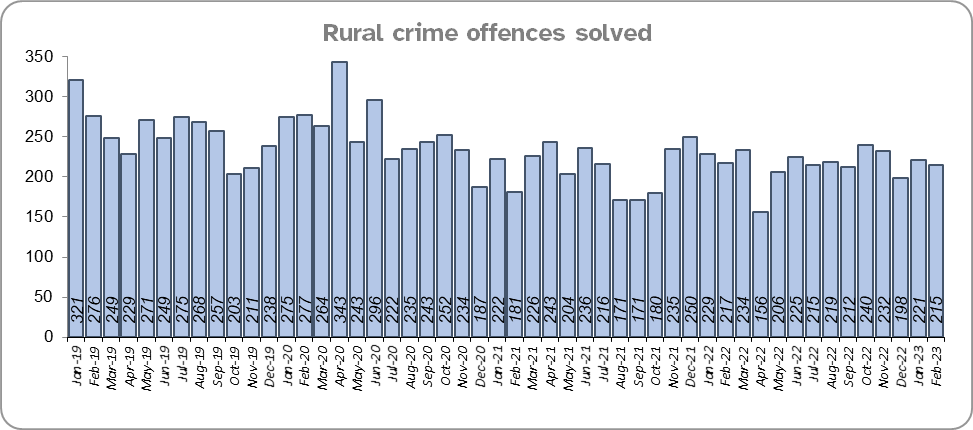 Rural crime offences solved
350
300
250
200
150
100
50
0
321 276 249 229 271 249 275 268 257 203 211 238 275 277 264 343 243 296 222 235 243 252 234 187 222 181 226 243 204 236 216 171 171 180 235 250 229 217 234 156 206 225 215 219 212 240 232 198 221 215
Jan-19 Feb-19 Mar-19 Apr-19 May-19 Jun-19 Jul-19 Aug-19 Sep-19 Oct-19 Nov-19 Dec-19 Jan-20 Feb-20 Mar-20 Apr-20 May-20 Jun-20 Jul-20 Aug-20 Sep-20 Oct-20 Nov-20 Dec-20 Jan-21 Feb-21 Mar-21 Apr-21 May-21 Jun-21 Jul-21 Aug-21 Sep-21 Oct-21 Nov-21 Dec-21 Jan-22 Feb-22 Mar-22 Apr-22 May-22 Jun-22 Jul-22 Aug-22 Sep-22 Oct-22 Nov-22 Dec-22 Jan-23 Feb-23